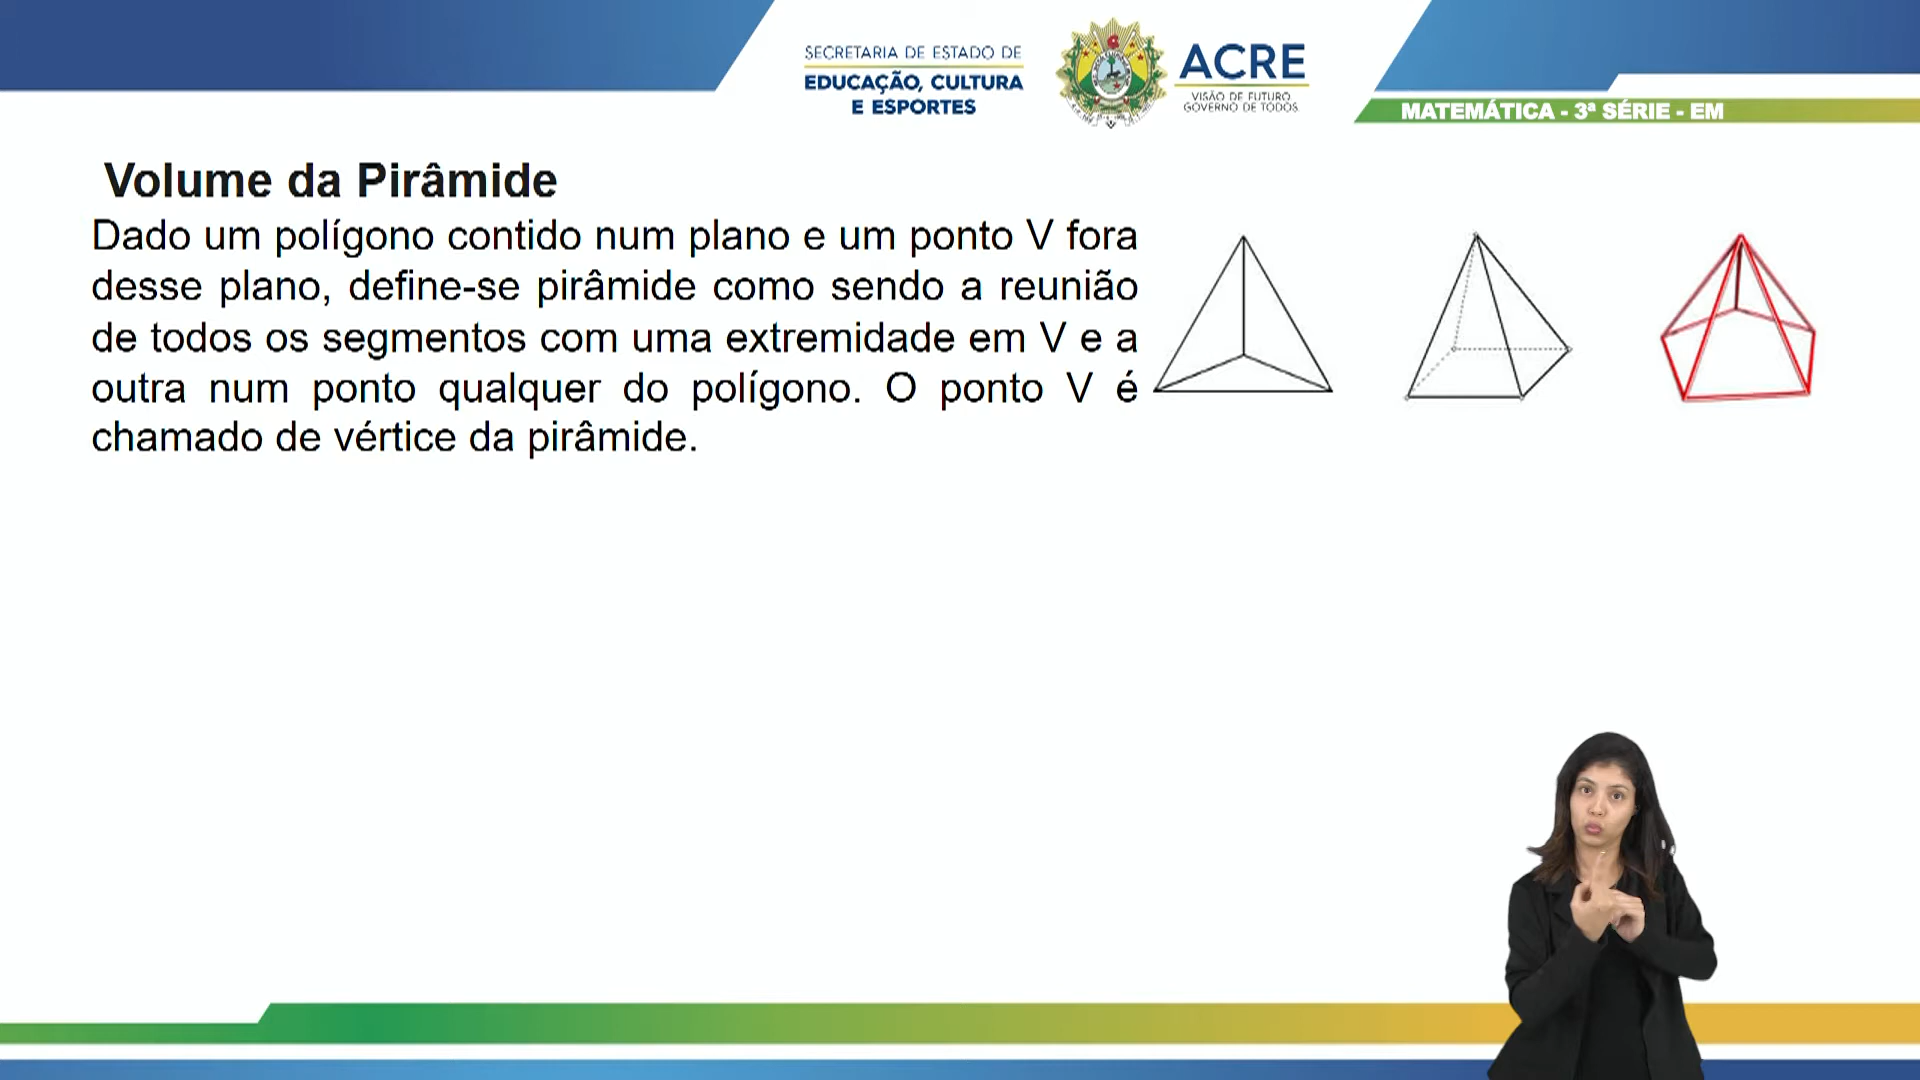 SECRETARIA DE ESTADO DE
EDUCAÇÃO, CULTURA
E ESPORTES
ACRE
VISÃO DE FUTURO
GOVERNO DE TODOS
MATEMÁTICA - 3ª SÉRIE - EM
Volume da Pirâmide
Dado um polígono contido num plano e um ponto V fora
desse plano, define-se pirâmide como sendo a reunião
de todos os segmentos com uma extremidade em V e a
outra num ponto qualquer do polígono. O ponto V é
chamado de vértice da pirâmide.